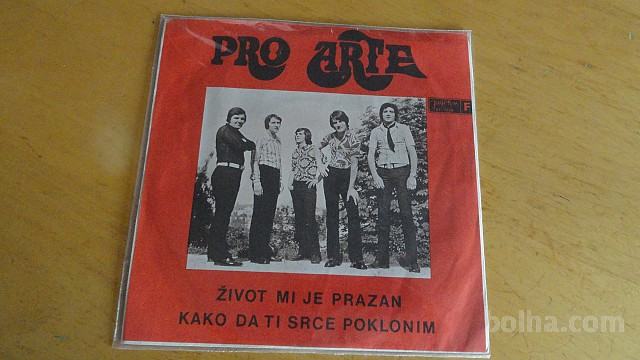 PRO ARTE
ŽIVOT MI JE PRAZAN
KAKO DA TI SRCE POKLONIM
bolha.com